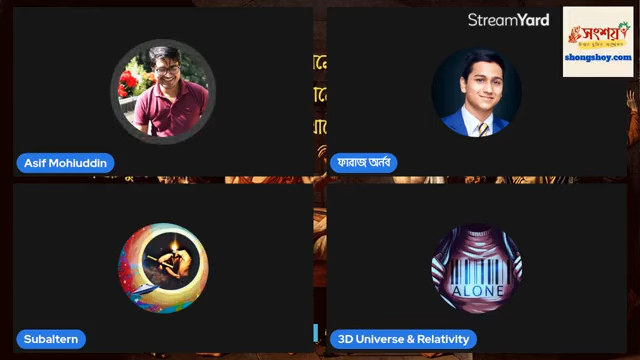 StreamYard
সংশয়
shongshoy.com
Asif Mohiuddin
ফারাজ অর্নব
ALONE
Subaltern
3D Universe & Relativity